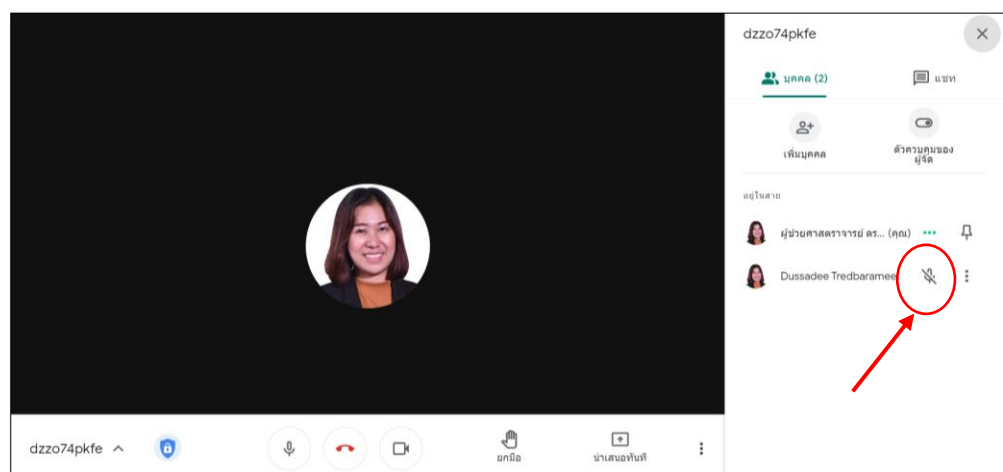 dzzo74pkfe
บุคคล (2)
แชท
เพิ่มบุคคล
ตัวควบคุมของ
ผู้จัด
อยู่ในสาย
ผู้ช่วยศาสตราจารย์ ดร... (คุณ)
Dussadee Tredbaramee
dzzo74pkfe
ยกมือ
นำเสนอทันที